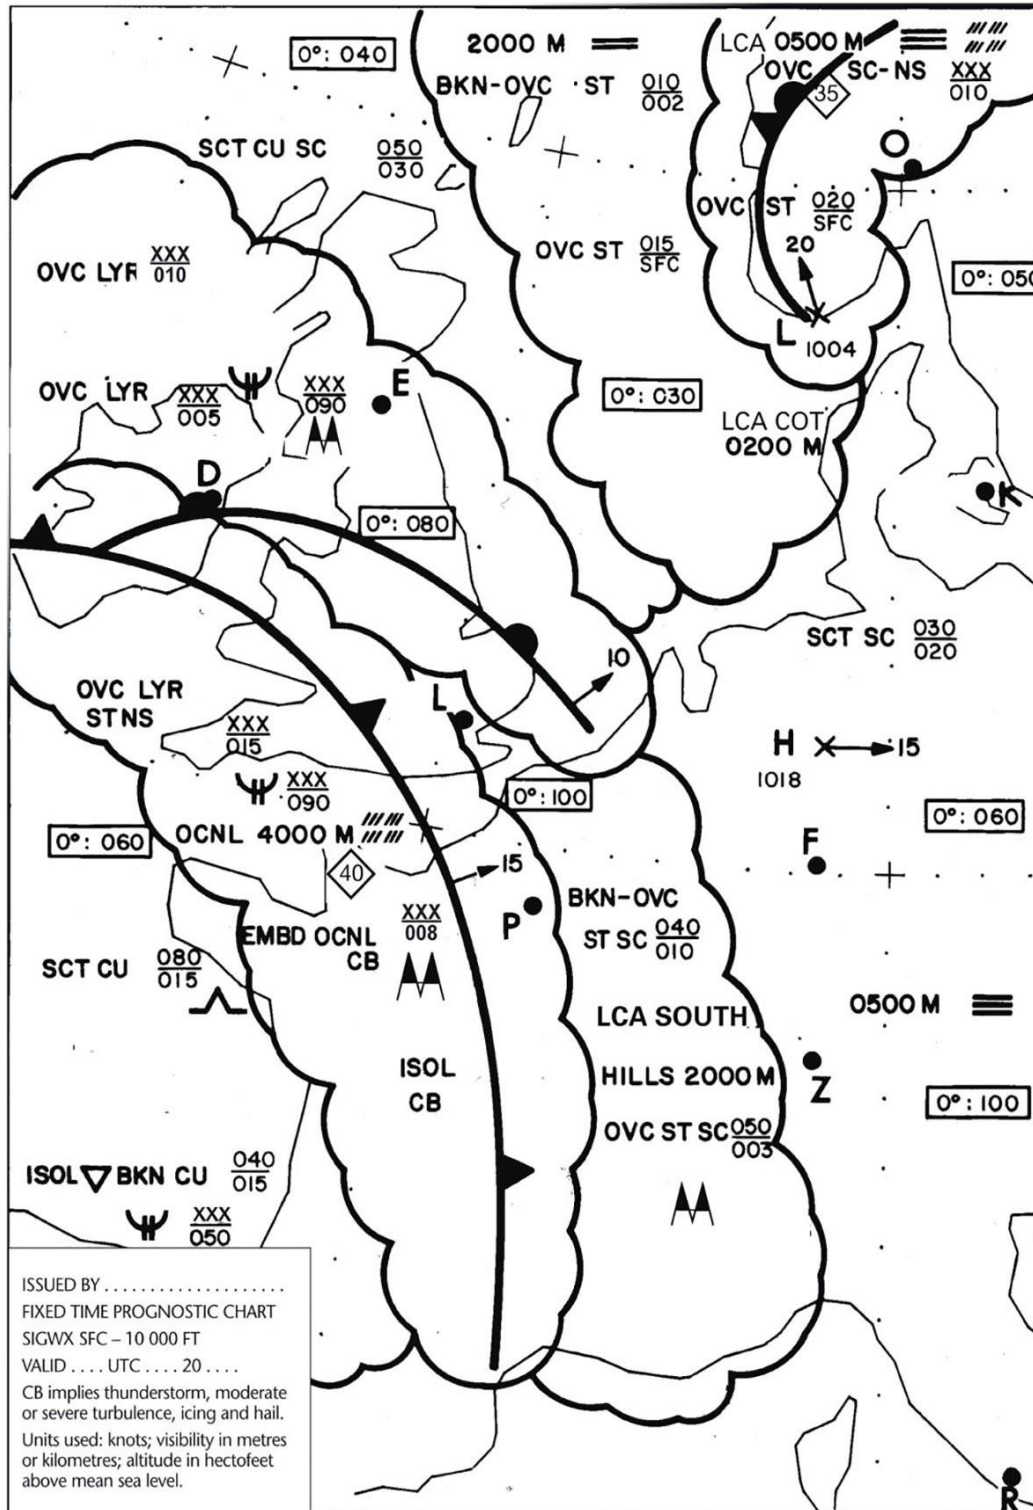 2000 M
LCA 0500 M
0°: 040
OVC SC-NS XXX
010
BKN-OVC ST 010
002
35
SCT CU SC 050
030
O
OVC LYR XXX
010
OVC ST 020
SFC
OVC ST 015
SFC
20
0°: 050
L 1004
OVC LYR XXX
005
XXX
090
E
0°: 030
LCA COT
0200 M
D
K
0°: 080
SCT SC 030
020
10
OVC LYR
STNS
XXX
015
L
H
1018
15
XXX
090
0°: 100
0°: 060
OCNL 4000 M
0°: 060
F
40
15
P
BKN-OVC
ST SC 040
010
EMBD OCNL
CB
XXX
008
SCT CU 080
015
0500 M
LCA SOUTH
HILLS 2000 M
Z
ISOL
CB
0°: 100
OVC ST SC 050
003
ISOL BKN CU 040
015
XXX
050
ISSUED BY . . . . . . . . . . . . . . . . . . . . .
FIXED TIME PROGNOSTIC CHART
SIGWX SFC – 10 000 FT
VALID . . . . UTC . . . . 20 . . . .
CB implies thunderstorm, moderate
or severe turbulence, icing and hail.
Units used: knots; visibility in metres
or kilometres; altitude in hectofeet
above mean sea level.
R